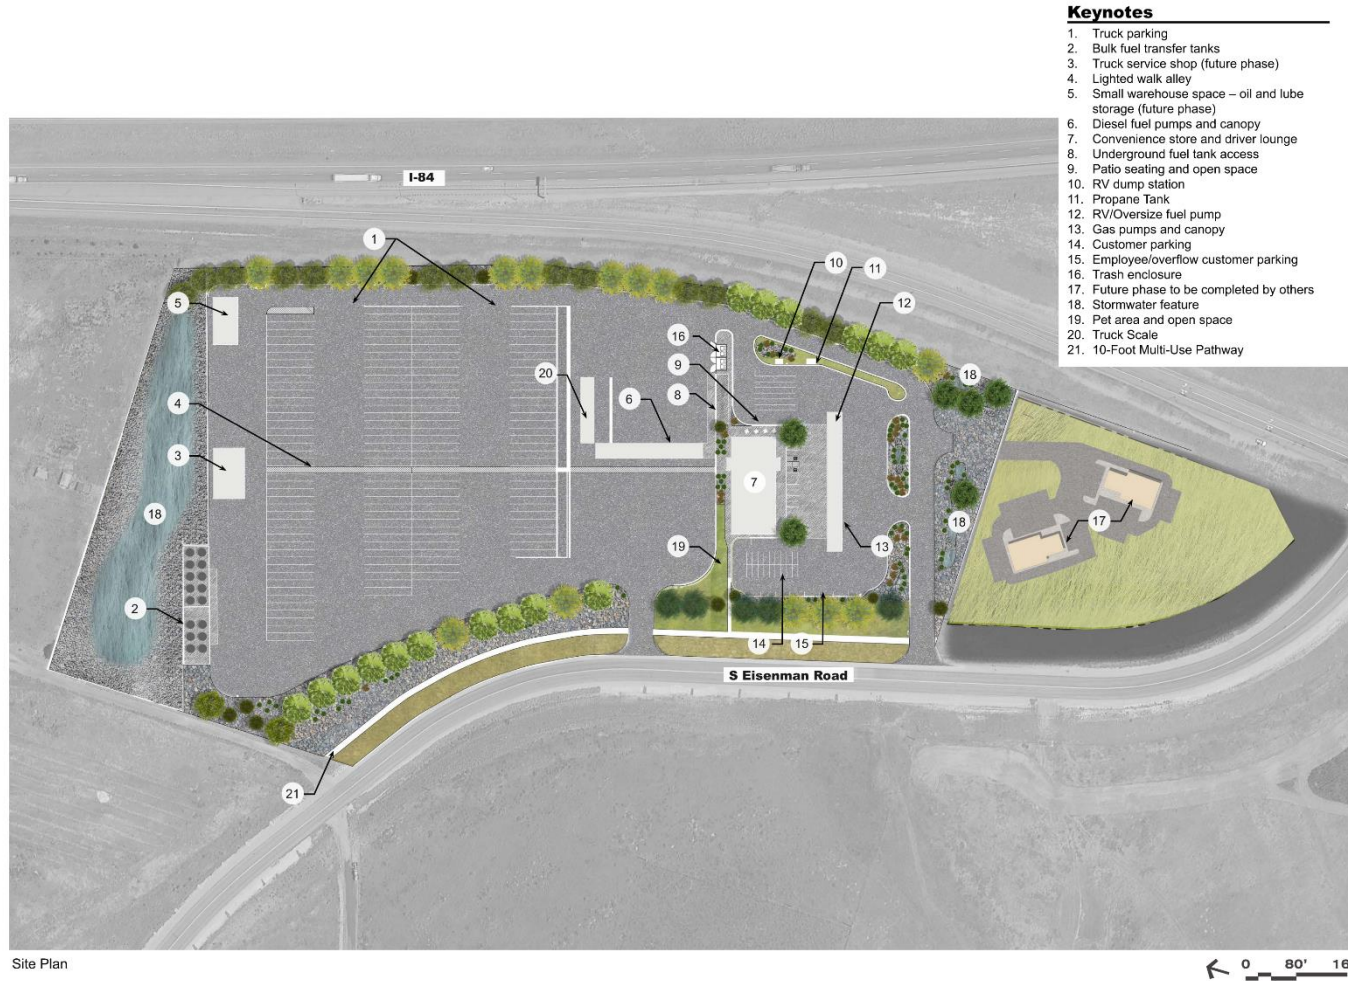 Keynotes
1. Truck parking
2. Bulk fuel transfer tanks
3. Truck service shop (future phase)
4. Lighted walk alley
5. Small warehouse space – oil and lube
storage (future phase)
6. Diesel fuel pumps and canopy
7. Convenience store and driver lounge
8. Underground fuel tank access
9. Patio seating and open space
10. RV dump station
11. Propane Tank
12. RV/Oversize fuel pump
13. Gas pumps and canopy
14. Customer parking
15. Employee/overflow customer parking
16. Trash enclosure
17. Future phase to be completed by others
18. Stormwater feature
19. Pet area and open space
20. Truck Scale
21. 10-Foot Multi-Use Pathway
I-84
1
10
11
5
12
16
9
20
18
6
8
4
3
7
18
18
17
19
13
2
14
15
S Eisenman Road
21
Site Plan
0 80' 16